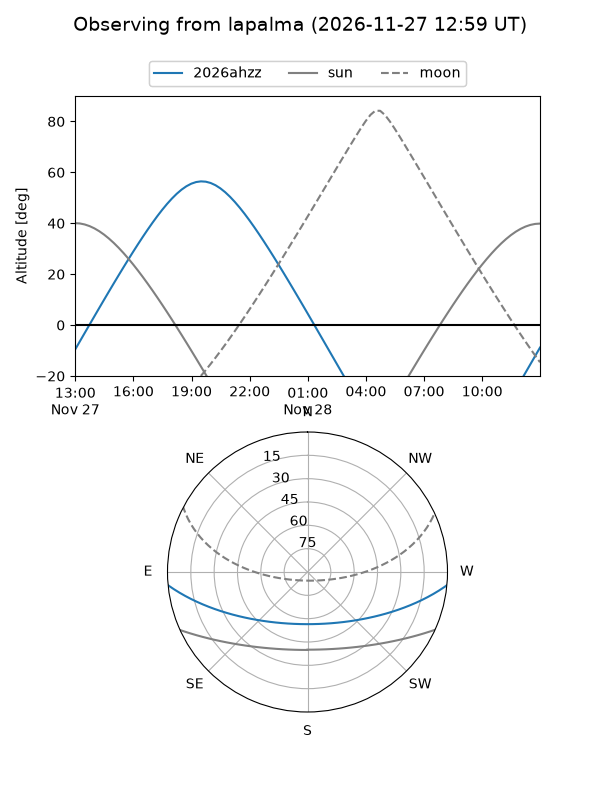 Observing from lapalma (2026-11-27 12:59 UT)
2026ahzz sun moon
Altitude [deg]
80
60
40
20
0
−20
13:00 16:00 19:00 22:00 01:00 04:00 07:00 10:00
Nov 27 Nov 28
N
NE NW
15
30
45
60
75
E W
SE SW
S